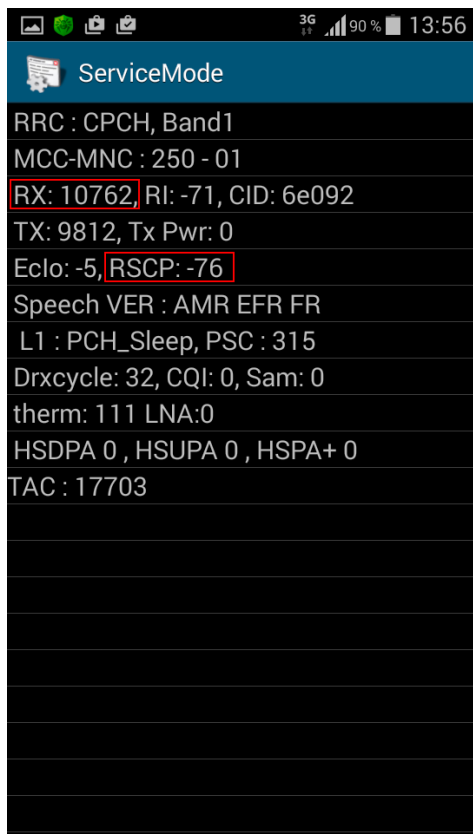 3G 90 % 13:56
ServiceMode
RRC : CPCH, Band1
MCC-MNC : 250 - 01
RX: 10762, RI: -71, CID: 6e092
TX: 9812, Tx Pwr: 0
EcIo: -5, RSCP: -76
Speech VER : AMR EFR FR
L1 : PCH_Sleep, PSC : 315
Drxcycle: 32, CQI: 0, Sam: 0
therm: 111 LNA:0
HSDPA 0 , HSUPA 0 , HSPA+ 0
TAC : 17703